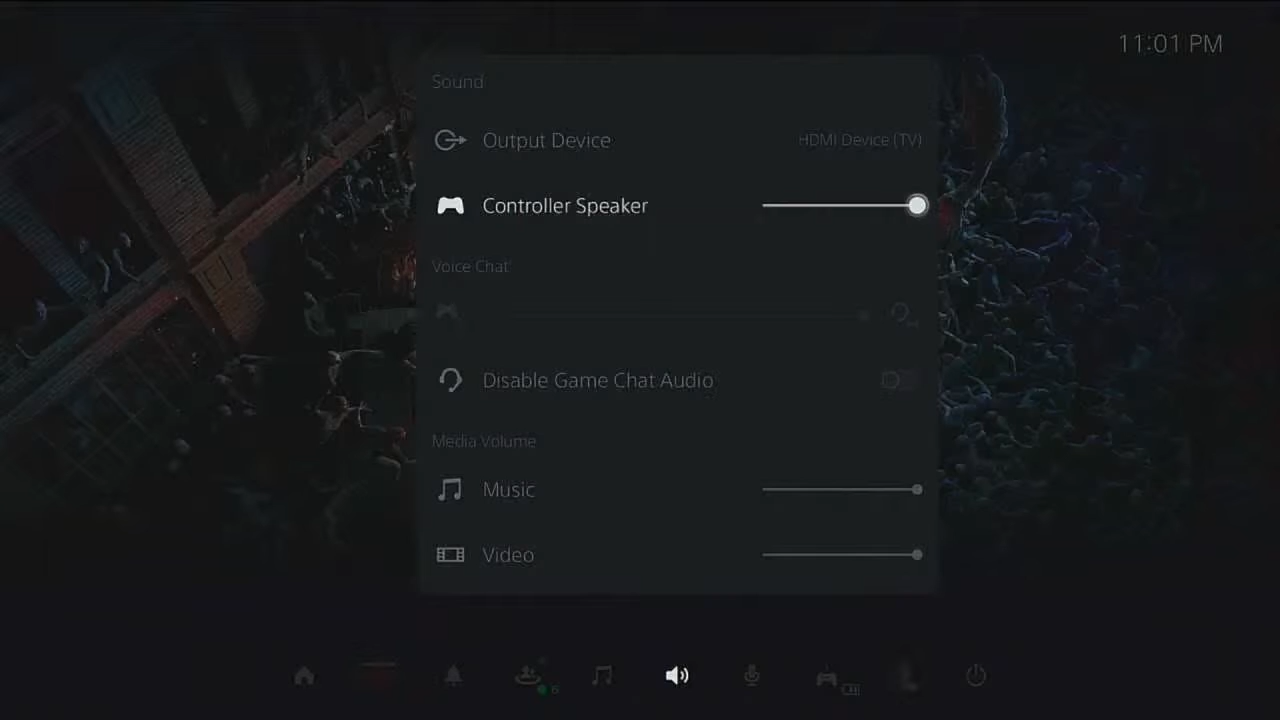 11:01 PM
Sound
Output Device HDMI Device (TV)
Controller Speaker
Voice Chat
Disable Game Chat Audio
Media Volume
Music
Video
6